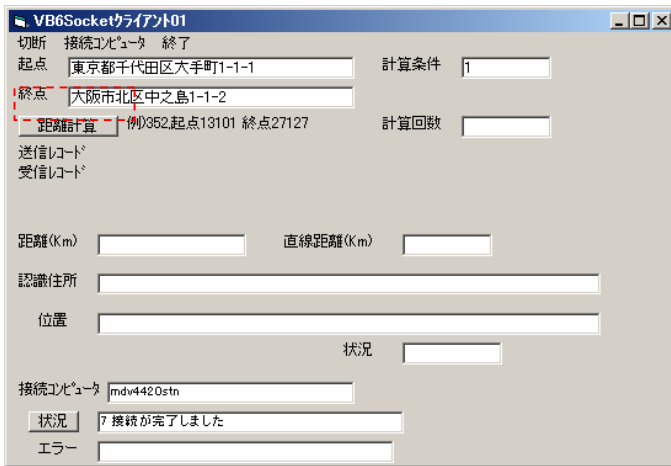 VB6Socketｸﾗｲｱﾝﾄ01
切断 接続ｺﾝﾋﾟｭｰﾀ 終了
起点 東京都千代田区大手町1-1-1 計算条件 1
終点 大阪市北区中之島1-1-2
距離計算 例)352,起点13101 終点27127 計算回数
送信ﾚｺｰﾄﾞ
受信ﾚｺｰﾄﾞ
距離(Km) 直線距離(Km)
認識住所
位置
状況
接続ｺﾝﾋﾟｭｰﾀ mdv4420stn
状況 7 接続が完了しました
エラー